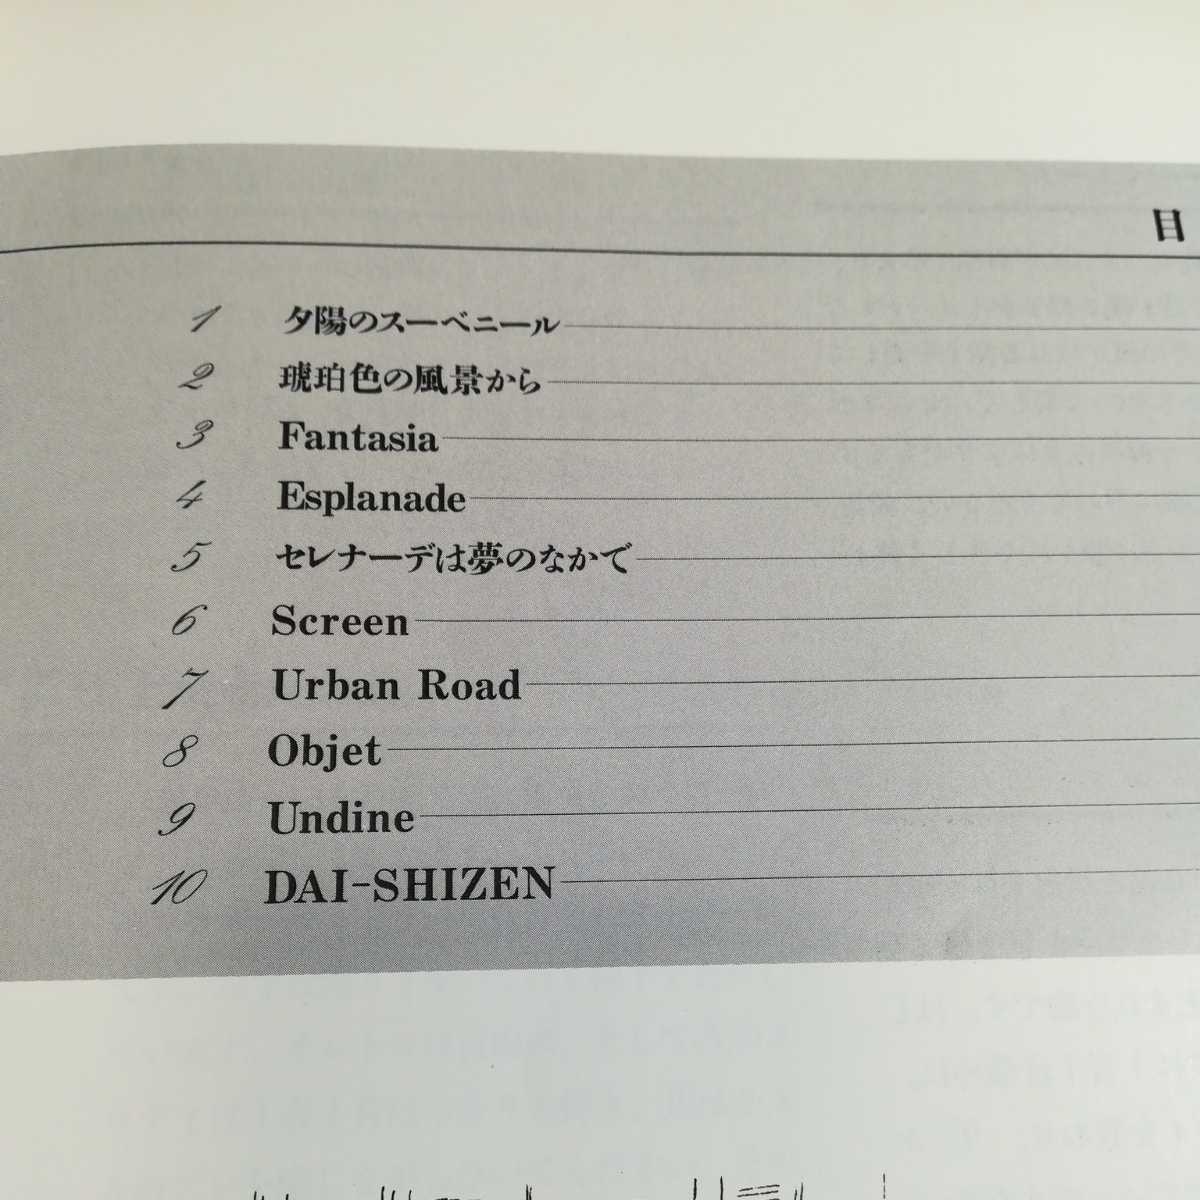 目
1 夕陽のスーベニール
2 琥珀色の風景から
3 Fantasia
4 Esplanade
5 セレナーデは夢のなかで
6 Screen
7 Urban Road
8 Objet
9 Undine
10 DAI-SHIZEN